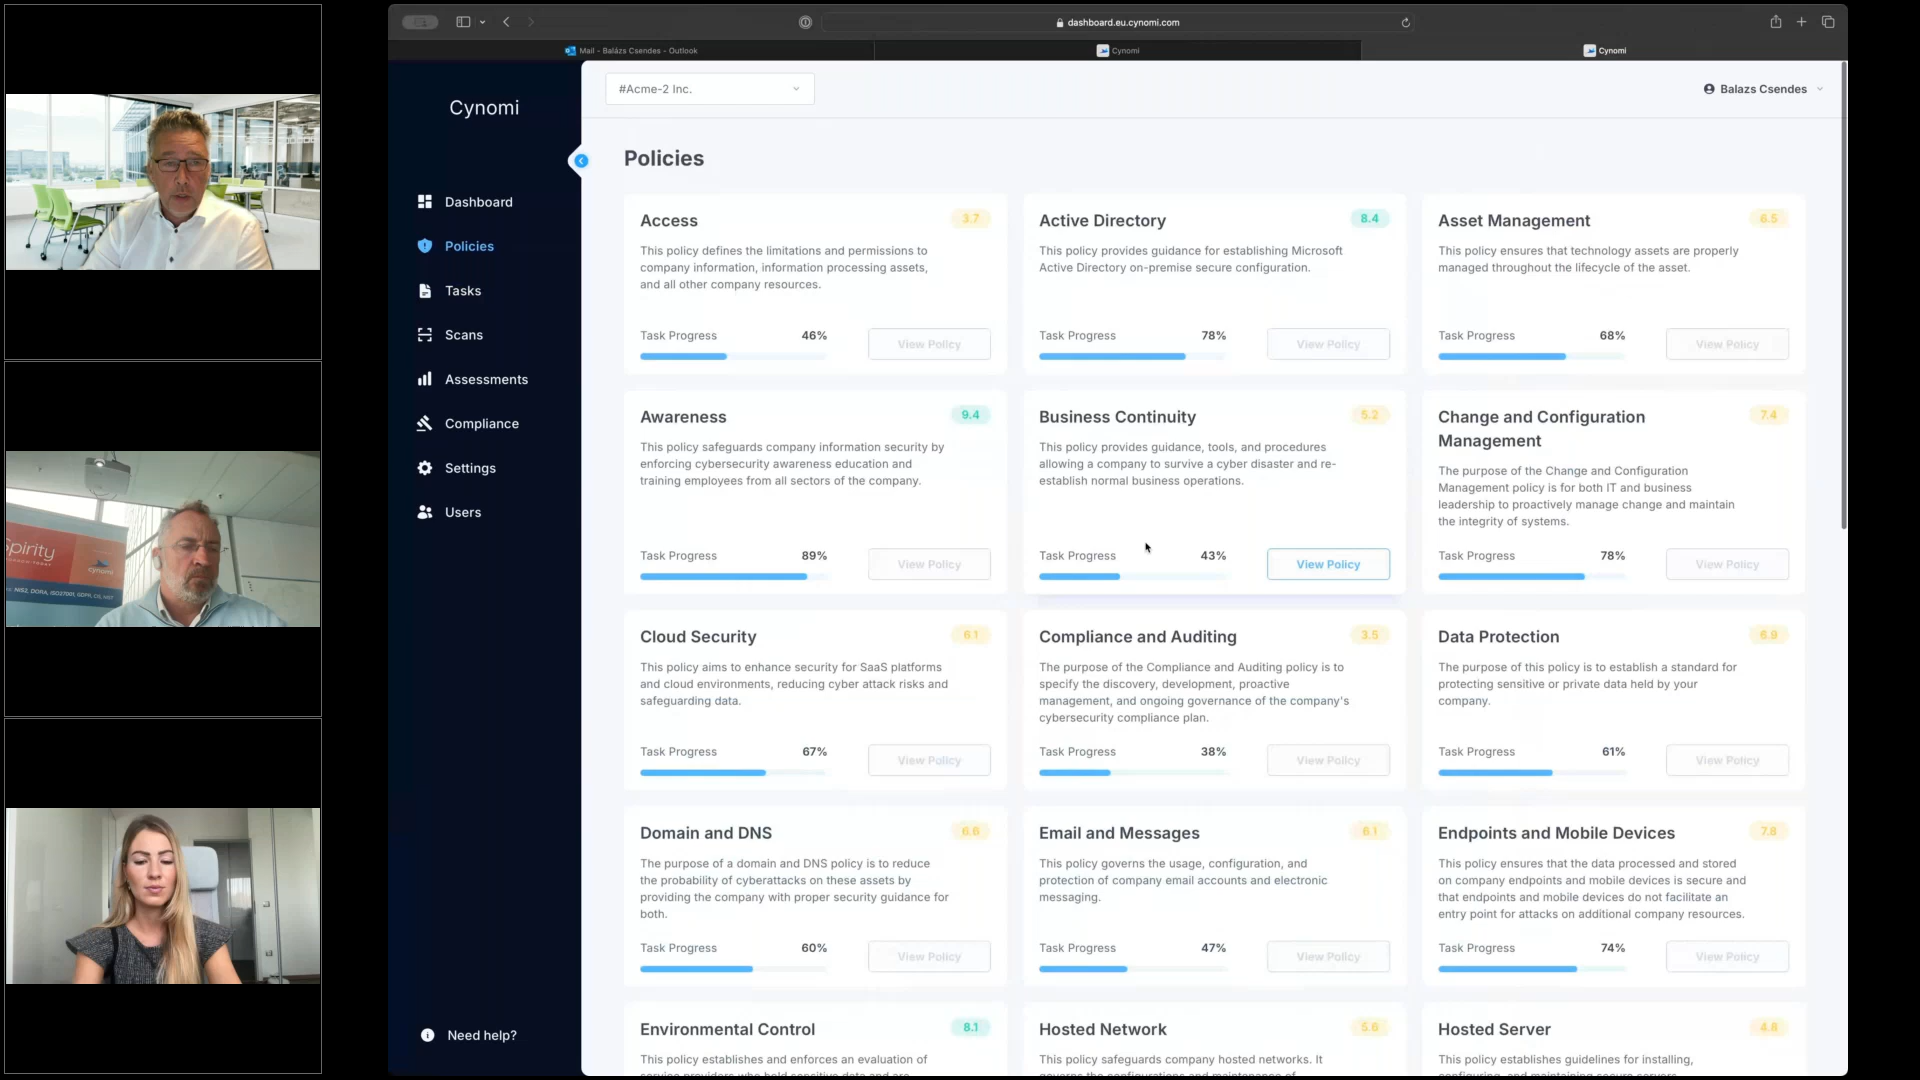 dashboard.eu.cynomi.com
Mail - Balázs Csendes - Outlook
Cynomi
Cynomi
Cynomi
#Acme-2 Inc.
Balazs Csendes
Dashboard
Policies
Tasks
Scans
Assessments
Compliance
Settings
Users
Need help?
Policies
Access
3.7
This policy defines the limitations and permissions to
company information, information processing assets,
and all other company resources.
Task Progress
46%
View Policy
Active Directory
8.4
This policy provides guidance for establishing Microsoft
Active Directory on-premise secure configuration.
Task Progress
78%
View Policy
Asset Management
6.5
This policy ensures that technology assets are properly
managed throughout the lifecycle of the asset.
Task Progress
68%
View Policy
Awareness
9.4
This policy safeguards company information security by
enforcing cybersecurity awareness education and
training employees from all sectors of the company.
Task Progress
89%
View Policy
Business Continuity
5.2
This policy provides guidance, tools, and procedures
allowing a company to survive a cyber disaster and re-
establish normal business operations.
Task Progress
43%
View Policy
Change and Configuration
Management
7.4
The purpose of the Change and Configuration
Management policy is for both IT and business
leadership to proactively manage change and maintain
the integrity of systems.
Task Progress
78%
View Policy
Cloud Security
6.1
This policy aims to enhance security for SaaS platforms
and cloud environments, reducing cyber attack risks and
safeguarding data.
Task Progress
67%
View Policy
Compliance and Auditing
3.5
The purpose of the Compliance and Auditing policy is to
specify the discovery, development, proactive
management, and ongoing governance of the company's
cybersecurity compliance plan.
Task Progress
38%
View Policy
Data Protection
6.9
The purpose of this policy is to establish a standard for
protecting sensitive or private data held by your
company.
Task Progress
61%
View Policy
Domain and DNS
6.6
The purpose of a domain and DNS policy is to reduce
the probability of cyberattacks on these assets by
providing the company with proper security guidance for
both.
Task Progress
60%
View Policy
Email and Messages
6.1
This policy governs the usage, configuration, and
protection of company email accounts and electronic
messaging.
Task Progress
47%
View Policy
Endpoints and Mobile Devices
7.8
This policy ensures that the data processed and stored
on company endpoints and mobile devices is secure and
that endpoints and mobile devices do not facilitate an
entry point for attacks on additional company resources.
Task Progress
74%
View Policy
Environmental Control
8.1
This policy establishes and enforces an evaluation of
Hosted Network
5.6
This policy safeguards company hosted networks. It
Hosted Server
4.8
This policy establishes guidelines for installing,
pirity
cynomi
NIS2, DORA, ISO27001, GDPR, CIS, NIST